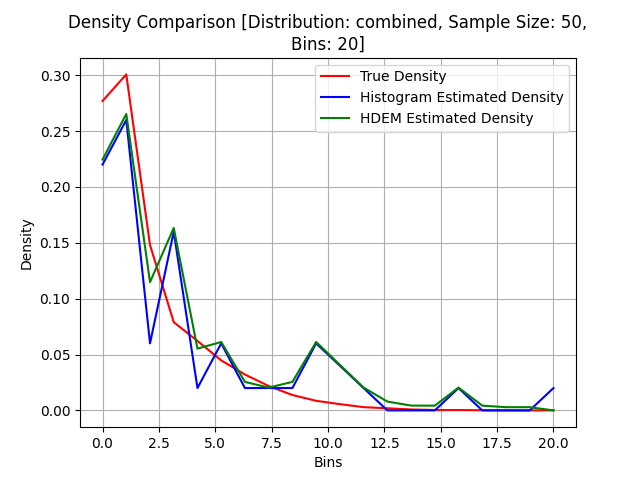 Density Comparison [Distribution: combined, Sample Size: 50,
Bins: 20]
True Density
Histogram Estimated Density
HDEM Estimated Density
Density
0.30
0.25
0.20
0.15
0.10
0.05
0.00
0.0 2.5 5.0 7.5 10.0 12.5 15.0 17.5 20.0
Bins